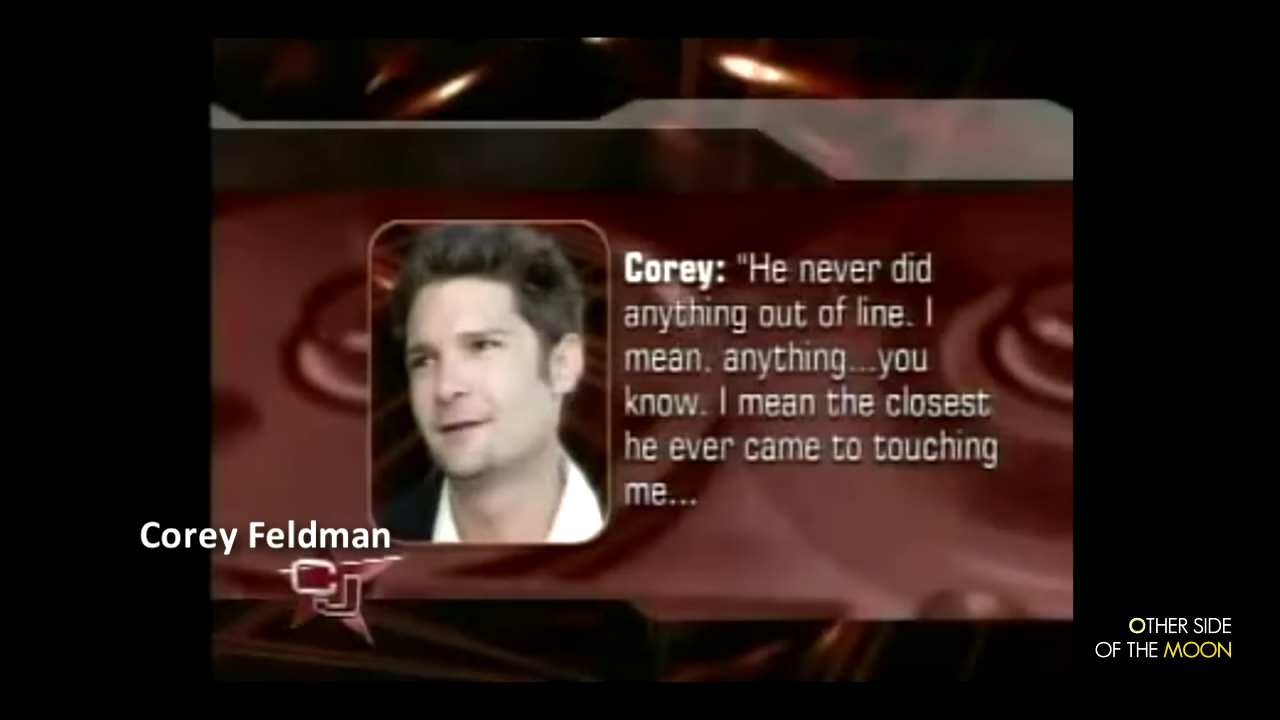 Corey: "He never did
anything out of line. I
mean, anything...you
know. I mean the closest
he ever came to touching
me...
Corey Feldman
CJ
OTHER SIDE
OF THE MOON